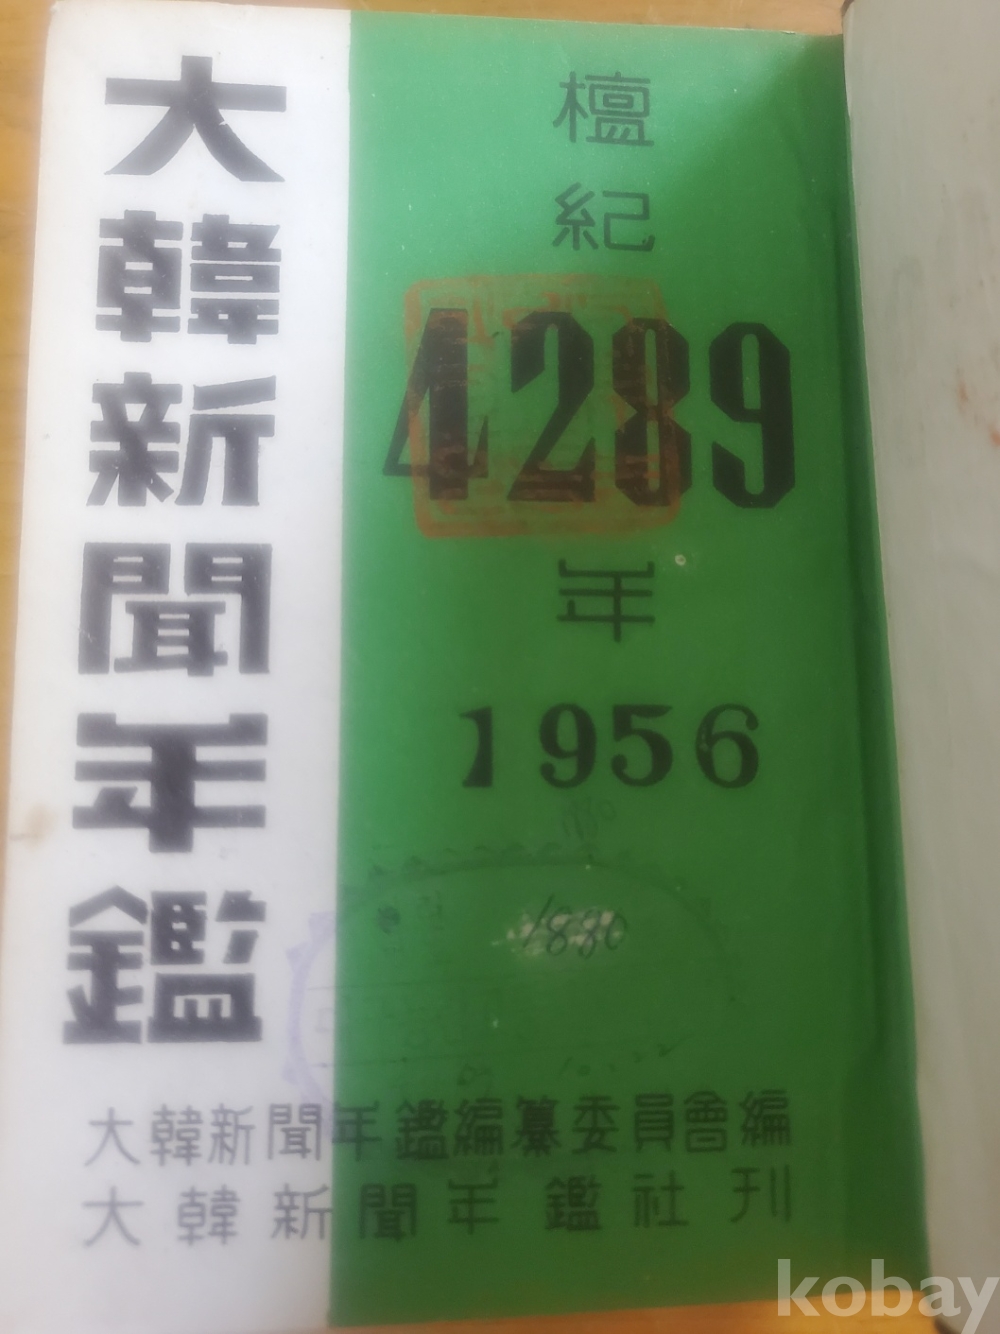 大韓新聞年鑑
檀紀
4289
年
1956
1880
大韓新聞年鑑編纂委員會編
大韓新聞年鑑社刊
kobay